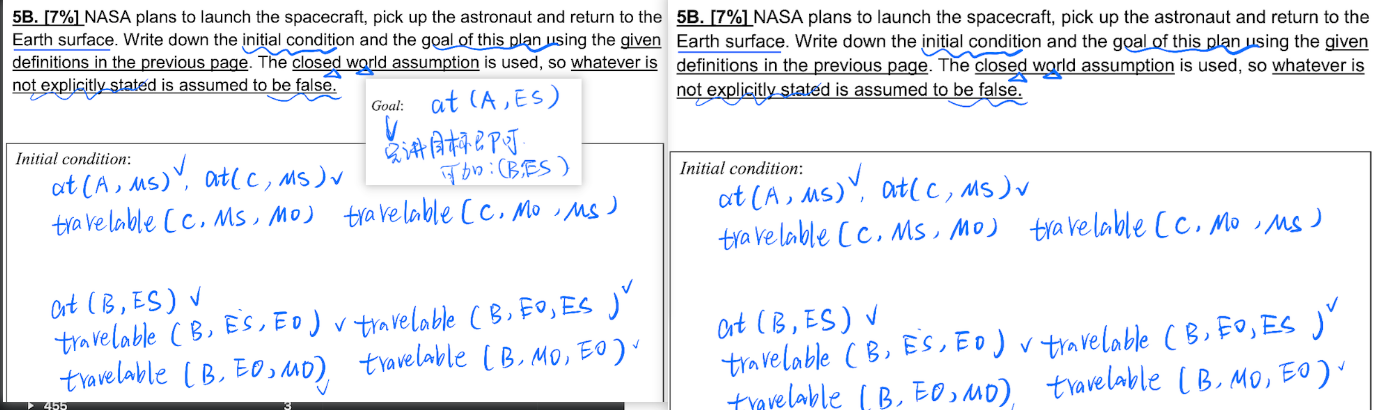 5B. [7%] NASA plans to launch the spacecraft, pick up the astronaut and return to the
Earth surface. Write down the initial condition and the goal of this plan using the given
definitions in the previous page. The closed world assumption is used, so whatever is
not explicitly stated is assumed to be false.
Goal: at (A, ES)
只讲目标即可
可加: (B,ES)
Initial condition:
at (A, MS), at (C, MS)
travelable (C, MS, MO) travelable (C, MO, MS)
at (B, ES)
travelable (B, ES, EO) travelable (B, EO, ES)
travelable (B, EO, MO) travelable (B, MO, EO)
455 3
5B. [7%] NASA plans to launch the spacecraft, pick up the astronaut and return to the
Earth surface. Write down the initial condition and the goal of this plan using the given
definitions in the previous page. The closed world assumption is used, so whatever is
not explicitly stated is assumed to be false.
Initial condition:
at (A, MS), at (C, MS)
travelable (C, MS, MO) travelable (C, MO, MS)
at (B, ES)
travelable (B, ES, EO) travelable (B, EO, ES)
travelable (B, EO, MO) travelable (B, MO, EO)